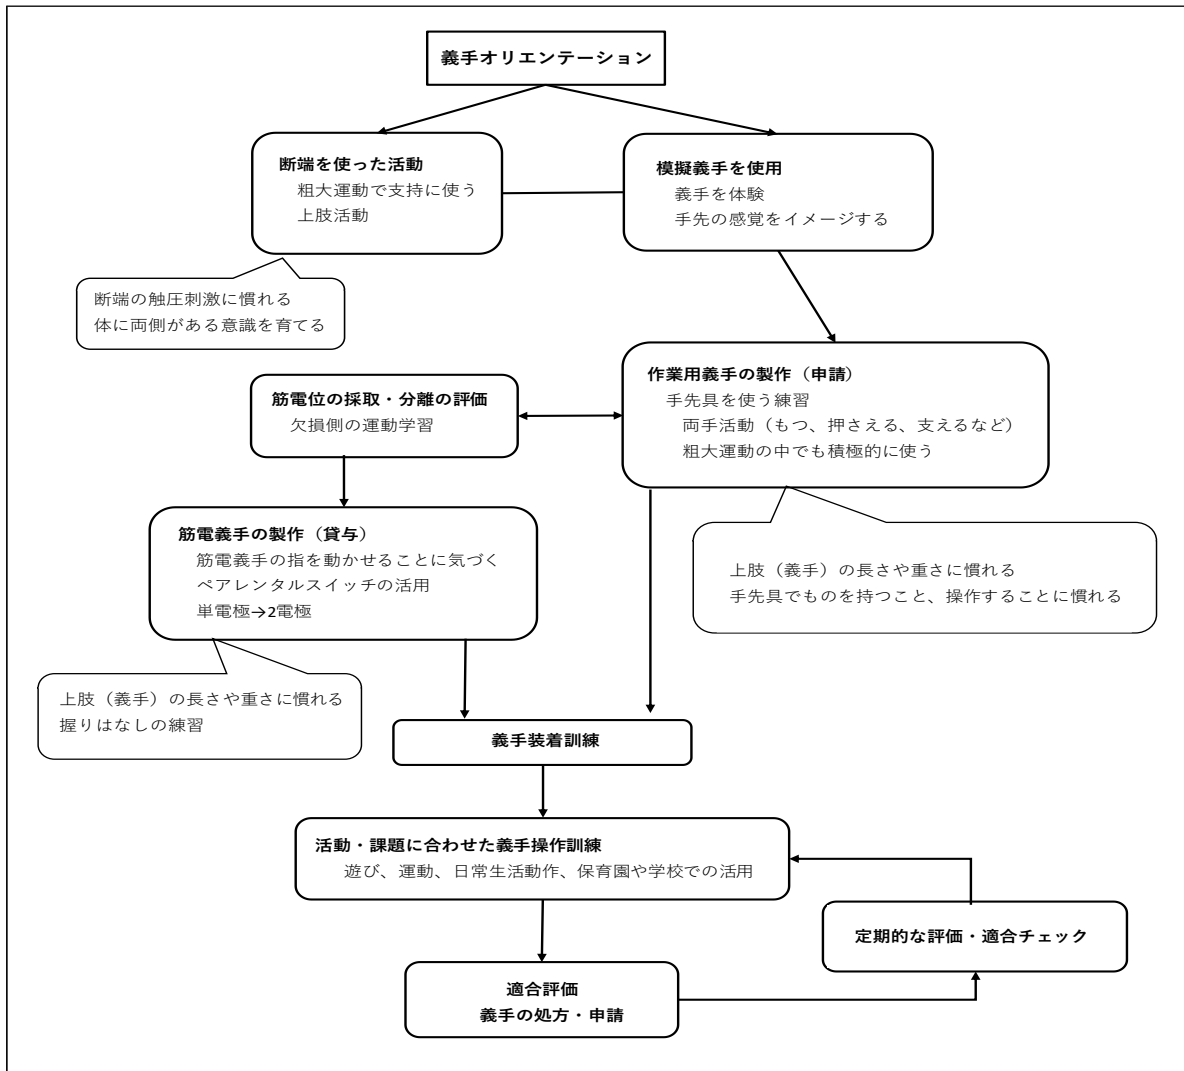 義手オリエンテーション
断端を使った活動
粗大運動で支持に使う
上肢活動
模擬義手を使用
義手を体験
手先の感覚をイメージする
断端の触圧刺激に慣れる
体に両側がある意識を育てる
作業用義手の製作（申請）
手先具を使う練習
両手活動（もつ、押さえる、支えるなど）
粗大運動の中でも積極的に使う
筋電位の採取・分離の評価
欠損側の運動学習
筋電義手の製作（貸与）
筋電義手の指を動かせることに気づく
ペアレンタルスイッチの活用
単電極→2電極
上肢（義手）の長さや重さに慣れる
手先具でものを持つこと、操作することに慣れる
上肢（義手）の長さや重さに慣れる
握りはなしの練習
義手装着訓練
活動・課題に合わせた義手操作訓練
遊び、運動、日常生活動作、保育園や学校での活用
定期的な評価・適合チェック
適合評価
義手の処方・申請